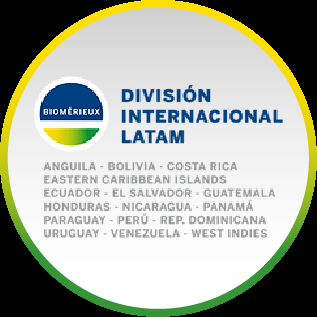 BIOMÉRIEUX
DIVISIÓN
INTERNACIONAL
LATAM
ANGUILA - BOLIVIA - COSTA RICA
EASTERN CARIBBEAN ISLANDS
ECUADOR - EL SALVADOR - GUATEMALA
HONDURAS - NICARAGUA - PANAMÁ
PARAGUAY - PERÚ - REP. DOMINICANA
URUGUAY - VENEZUELA - WEST INDIES